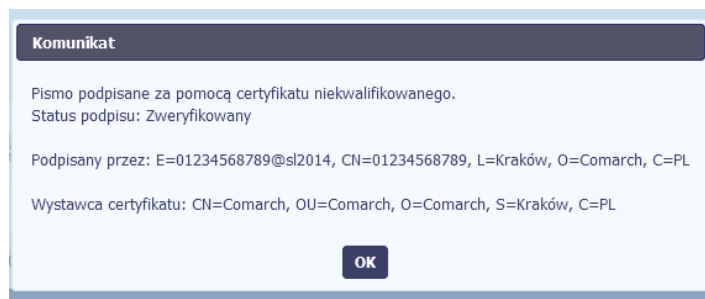 Komunikat
Pismo podpisane za pomocą certyfikatu niekwalifikowanego.
Status podpisu: Zweryfikowany
Podpisany przez: E=01234568789@sl2014, CN=01234568789, L=Kraków, O=Comarch, C=PL
Wystawca certyfikatu: CN=Comarch, OU=Comarch, O=Comarch, S=Kraków, C=PL
OK